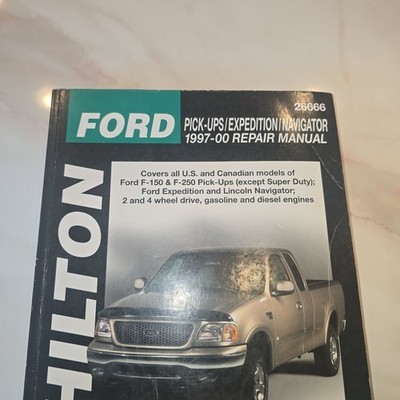 26666
FORD
PICK-UPS/EXPEDITION/NAVIGATOR
1997-00 REPAIR MANUAL
Covers all U.S. and Canadian models of
Ford F-150 & F-250 Pick-Ups (except Super Duty);
Ford Expedition and Lincoln Navigator;
2 and 4 wheel drive, gasoline and diesel engines
HILTON